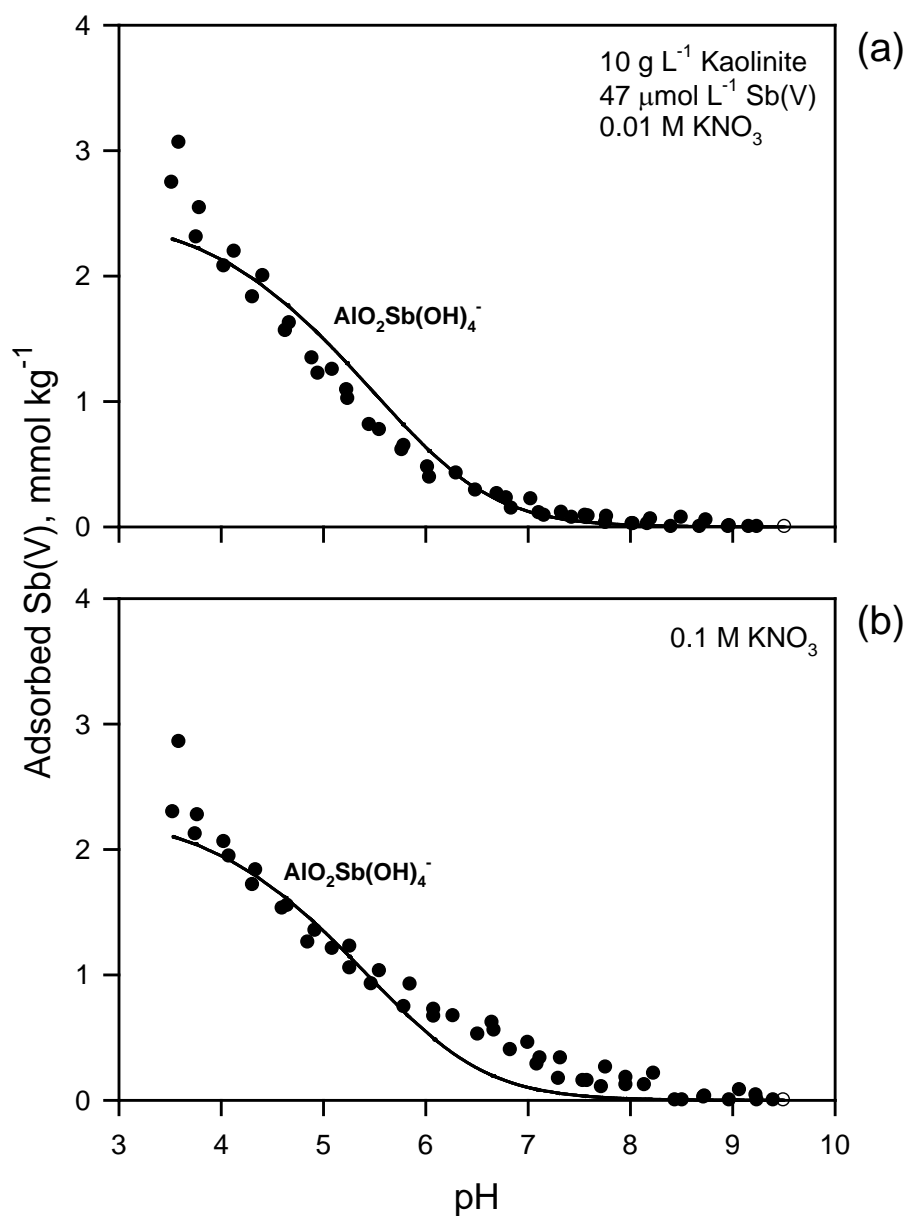 (a)
10 g L⁻¹ Kaolinite
47 μmol L⁻¹ Sb(V)
0.01 M KNO₃
4
3
2
1
0
AlO₂Sb(OH)₄⁻
Adsorbed Sb(V), mmol kg⁻¹
(b)
0.1 M KNO₃
4
3
2
1
0
AlO₂Sb(OH)₄⁻
3 4 5 6 7 8 9 10
pH